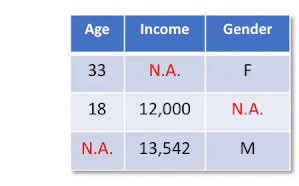 Age Income Gender
33 N.A. F
18 12,000 N.A.
N.A. 13,542 M